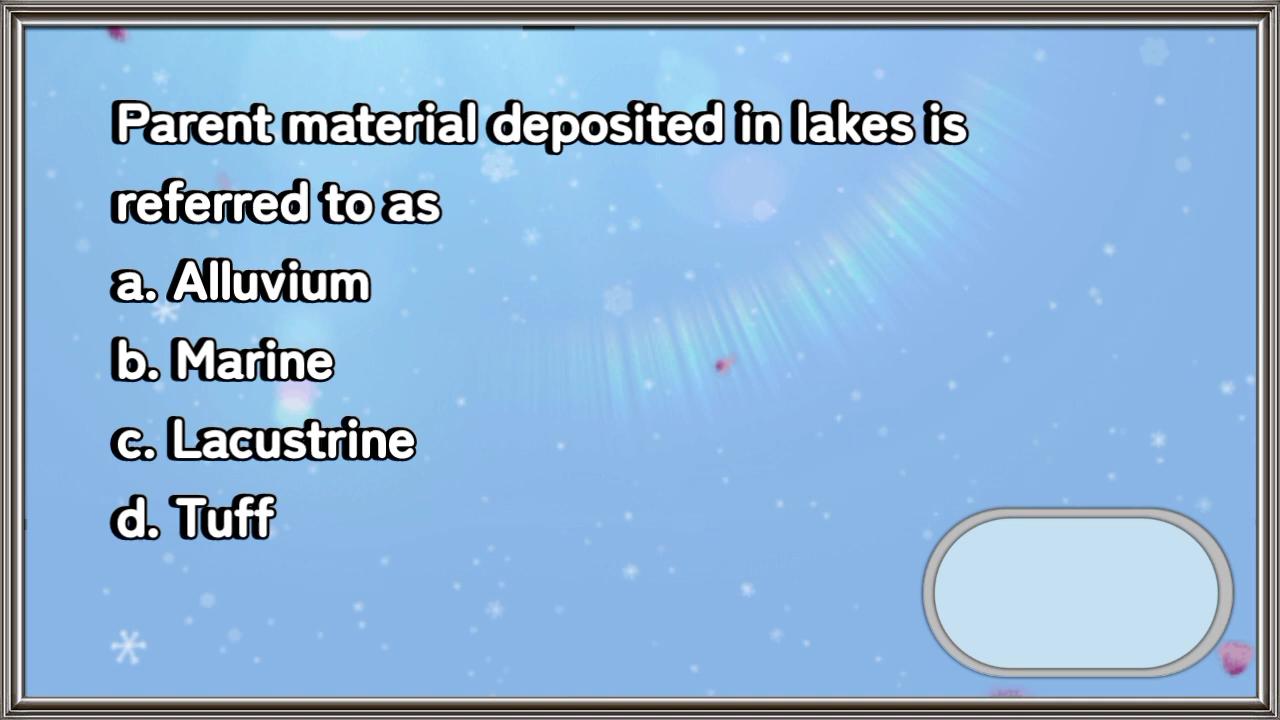 Parent material deposited in lakes is
referred to as
a. Alluvium
b. Marine
c. Lacustrine
d. Tuff